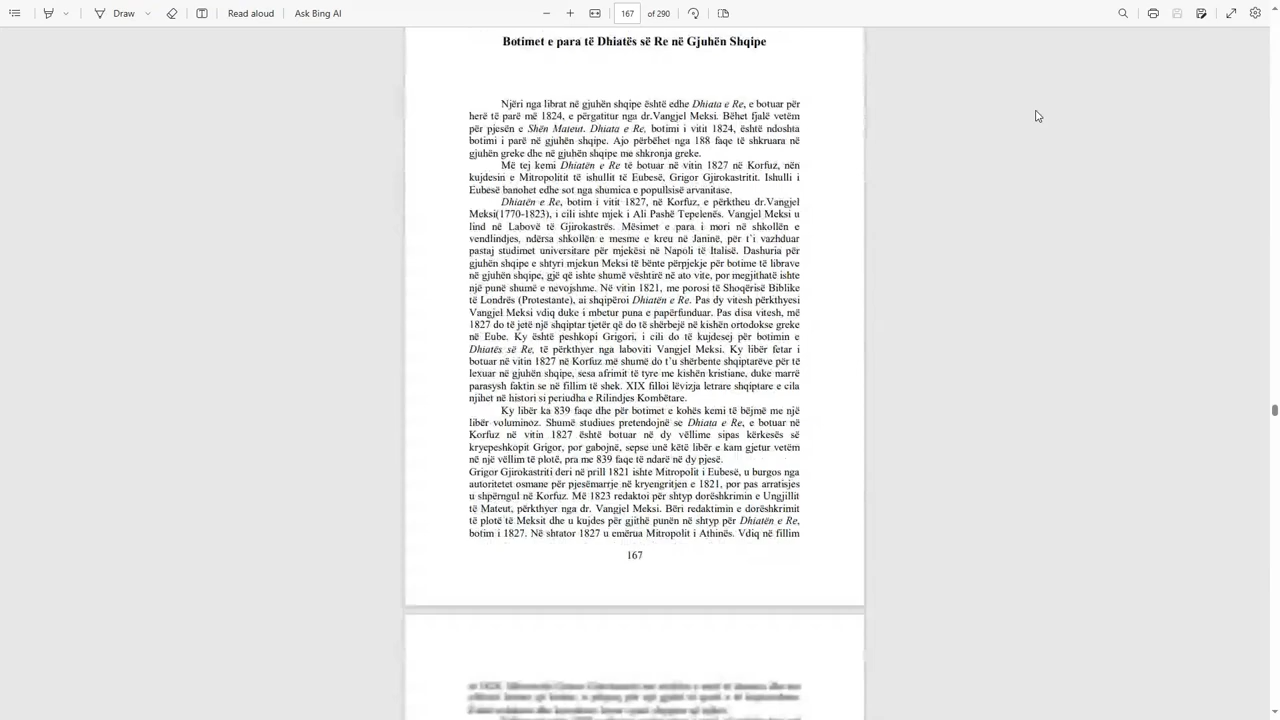 Draw
Read aloud
Ask Bing AI
167
of 290
Botimet e para të Dhiatës së Re në Gjuhën Shqipe
Njëri nga librat në gjuhën shqipe është edhe Dhiata e Re, e botuar për
herë të parë më 1824, e përgatitur nga dr.Vangjel Meksi. Bëhet fjalë vetëm
për pjesën e Shën Mateut. Dhiata e Re, botimi i vitit 1824, është ndoshta
botimi i parë në gjuhën shqipe. Ajo përbëhet nga 188 faqe të shkruara në
gjuhën greke dhe në gjuhën shqipe me shkronja greke.
Më tej kemi Dhiatën e Re të botuar në vitin 1827 në Korfuz, nën
kujdesin e Mitropolitit të ishullit të Eubesë, Grigor Gjirokastritit. Ishulli i
Eubesë banohet edhe sot nga shumica e popullsisë arvanitase.
Dhiatën e Re, botim i vitit 1827, në Korfuz, e përktheu dr.Vangjel
Meksi(1770-1823), i cili ishte mjek i Ali Pashë Tepelenës. Vangjel Meksi u
lind në Labovë të Gjirokastrës. Mësimet e para i mori në shkollën e
vendlindjes, ndërsa shkollën e mesme e kreu në Janinë, për t'i vazhduar
pastaj studimet universitare për mjekësi në Napoli të Italisë. Dashuria për
gjuhën shqipe e shtyri mjekun Meksi të bënte përpjekje për botime të librave
në gjuhën shqipe, gjë që ishte shumë vështirë në ato vite, por megjithatë ishte
një punë shumë e nevojshme. Në vitin 1821, me porosi të Shoqërisë Biblike
të Londrës (Protestante), ai shqipëroi Dhiatën e Re. Pas dy vitesh përkthyesi
Vangjel Meksi vdiq duke i mbetur puna e papërfunduar. Pas disa vitesh, më
1827 do të jetë një shqiptar tjetër që do të shërbejë në kishën ortodokse greke
në Eube. Ky është peshkopi Grigori, i cili do të kujdesej për botimin e
Dhiatës së Re, të përkthyer nga laboviti Vangjel Meksi. Ky libër fetar i
botuar në vitin 1827 në Korfuz më shumë do t'u shërbente shqiptarëve për të
lexuar në gjuhën shqipe, sesa afrimit të tyre me kishën kristiane, duke marrë
parasysh faktin se në fillim të shek. XIX filloi lëvizja letrare shqiptare e cila
njihet në histori si periudha e Rilindjes Kombëtare.
Ky libër ka 839 faqe dhe për botimet e kohës kemi të bëjmë me një
libër voluminoz. Shumë studiues pretendojnë se Dhiata e Re, e botuar në
Korfuz në vitin 1827 është botuar në dy vëllime sipas kërkesës së
kryepeshkopit Grigor, por gabojnë, sepse unë këtë libër e kam gjetur vetëm
në një vëllim të plotë, pra me 839 faqe të ndarë në dy pjesë.
Grigor Gjirokastriti deri në prill 1821 ishte Mitropolit i Eubesë, u burgos nga
autoritetet osmane për pjesëmarrje në kryengritjen e 1821, por pas arratisjes
u shpërngul në Korfuz. Më 1823 redaktoi për shtyp dorëshkrimin e Ungjillit
të Mateut, përkthyer nga dr. Vangjel Meksi. Bëri redaktimin e dorëshkrimit
të plotë të Meksit dhe u kujdes për gjithë punën në shtyp për Dhiatën e Re,
botim i 1827. Në shtator 1827 u emërua Mitropolit i Athinës. Vdiq në fillim
167